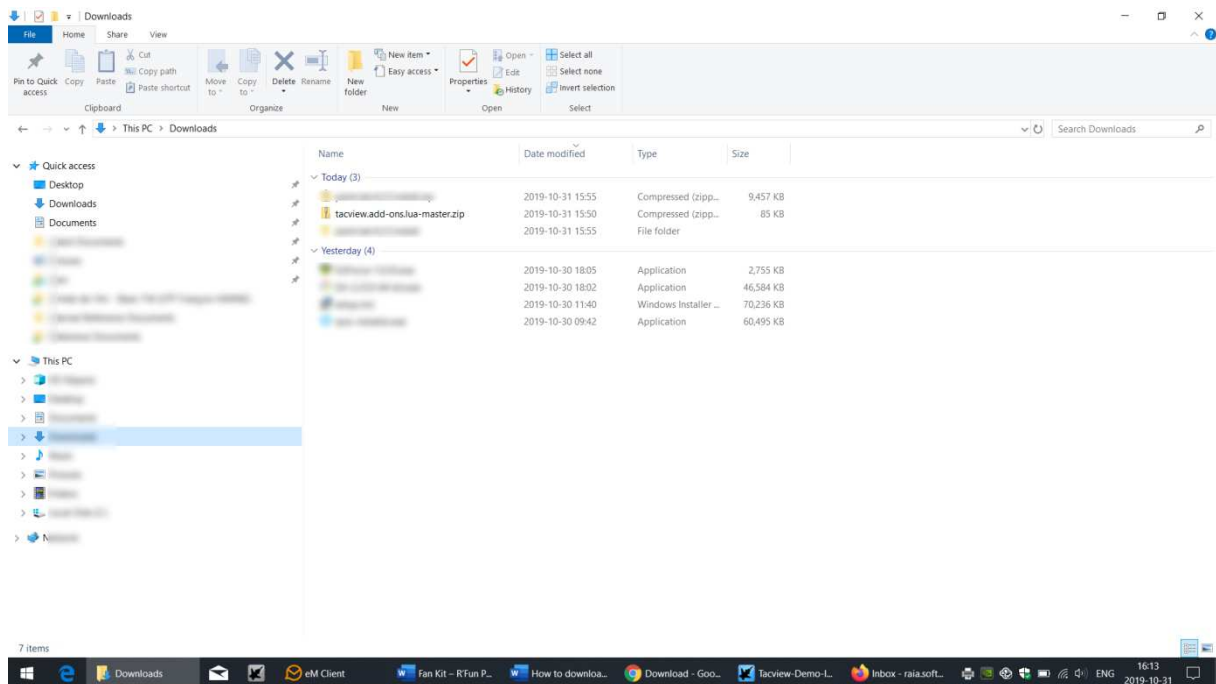 Downloads
File Home Share View
Pin to Quick access
Copy
Paste
Cut
Copy path
Paste shortcut
Clipboard
Move to
Copy to
Delete
Rename
Organize
New folder
New item
Easy access
New
Properties
Open
Edit
History
Open
Select all
Select none
Invert selection
Select
This PC > Downloads
Search Downloads
Quick access
Desktop
Downloads
Documents
This PC
Name Date modified Type Size
Today (3)
2019-10-31 15:55 Compressed (zipp... 9,457 KB
tacview.add-ons.lua-master.zip 2019-10-31 15:50 Compressed (zipp... 85 KB
2019-10-31 15:55 File folder
Yesterday (4)
2019-10-30 18:05 Application 2,755 KB
2019-10-30 18:02 Application 46,584 KB
2019-10-30 11:40 Windows Installer ... 70,236 KB
2019-10-30 09:42 Application 60,495 KB
7 items
Downloads
eM Client
Fan Kit – R'Fun P...
How to downloa...
Download - Goo...
Tacview-Demo-I...
Inbox - raia.soft...
ENG
16:13
2019-10-31